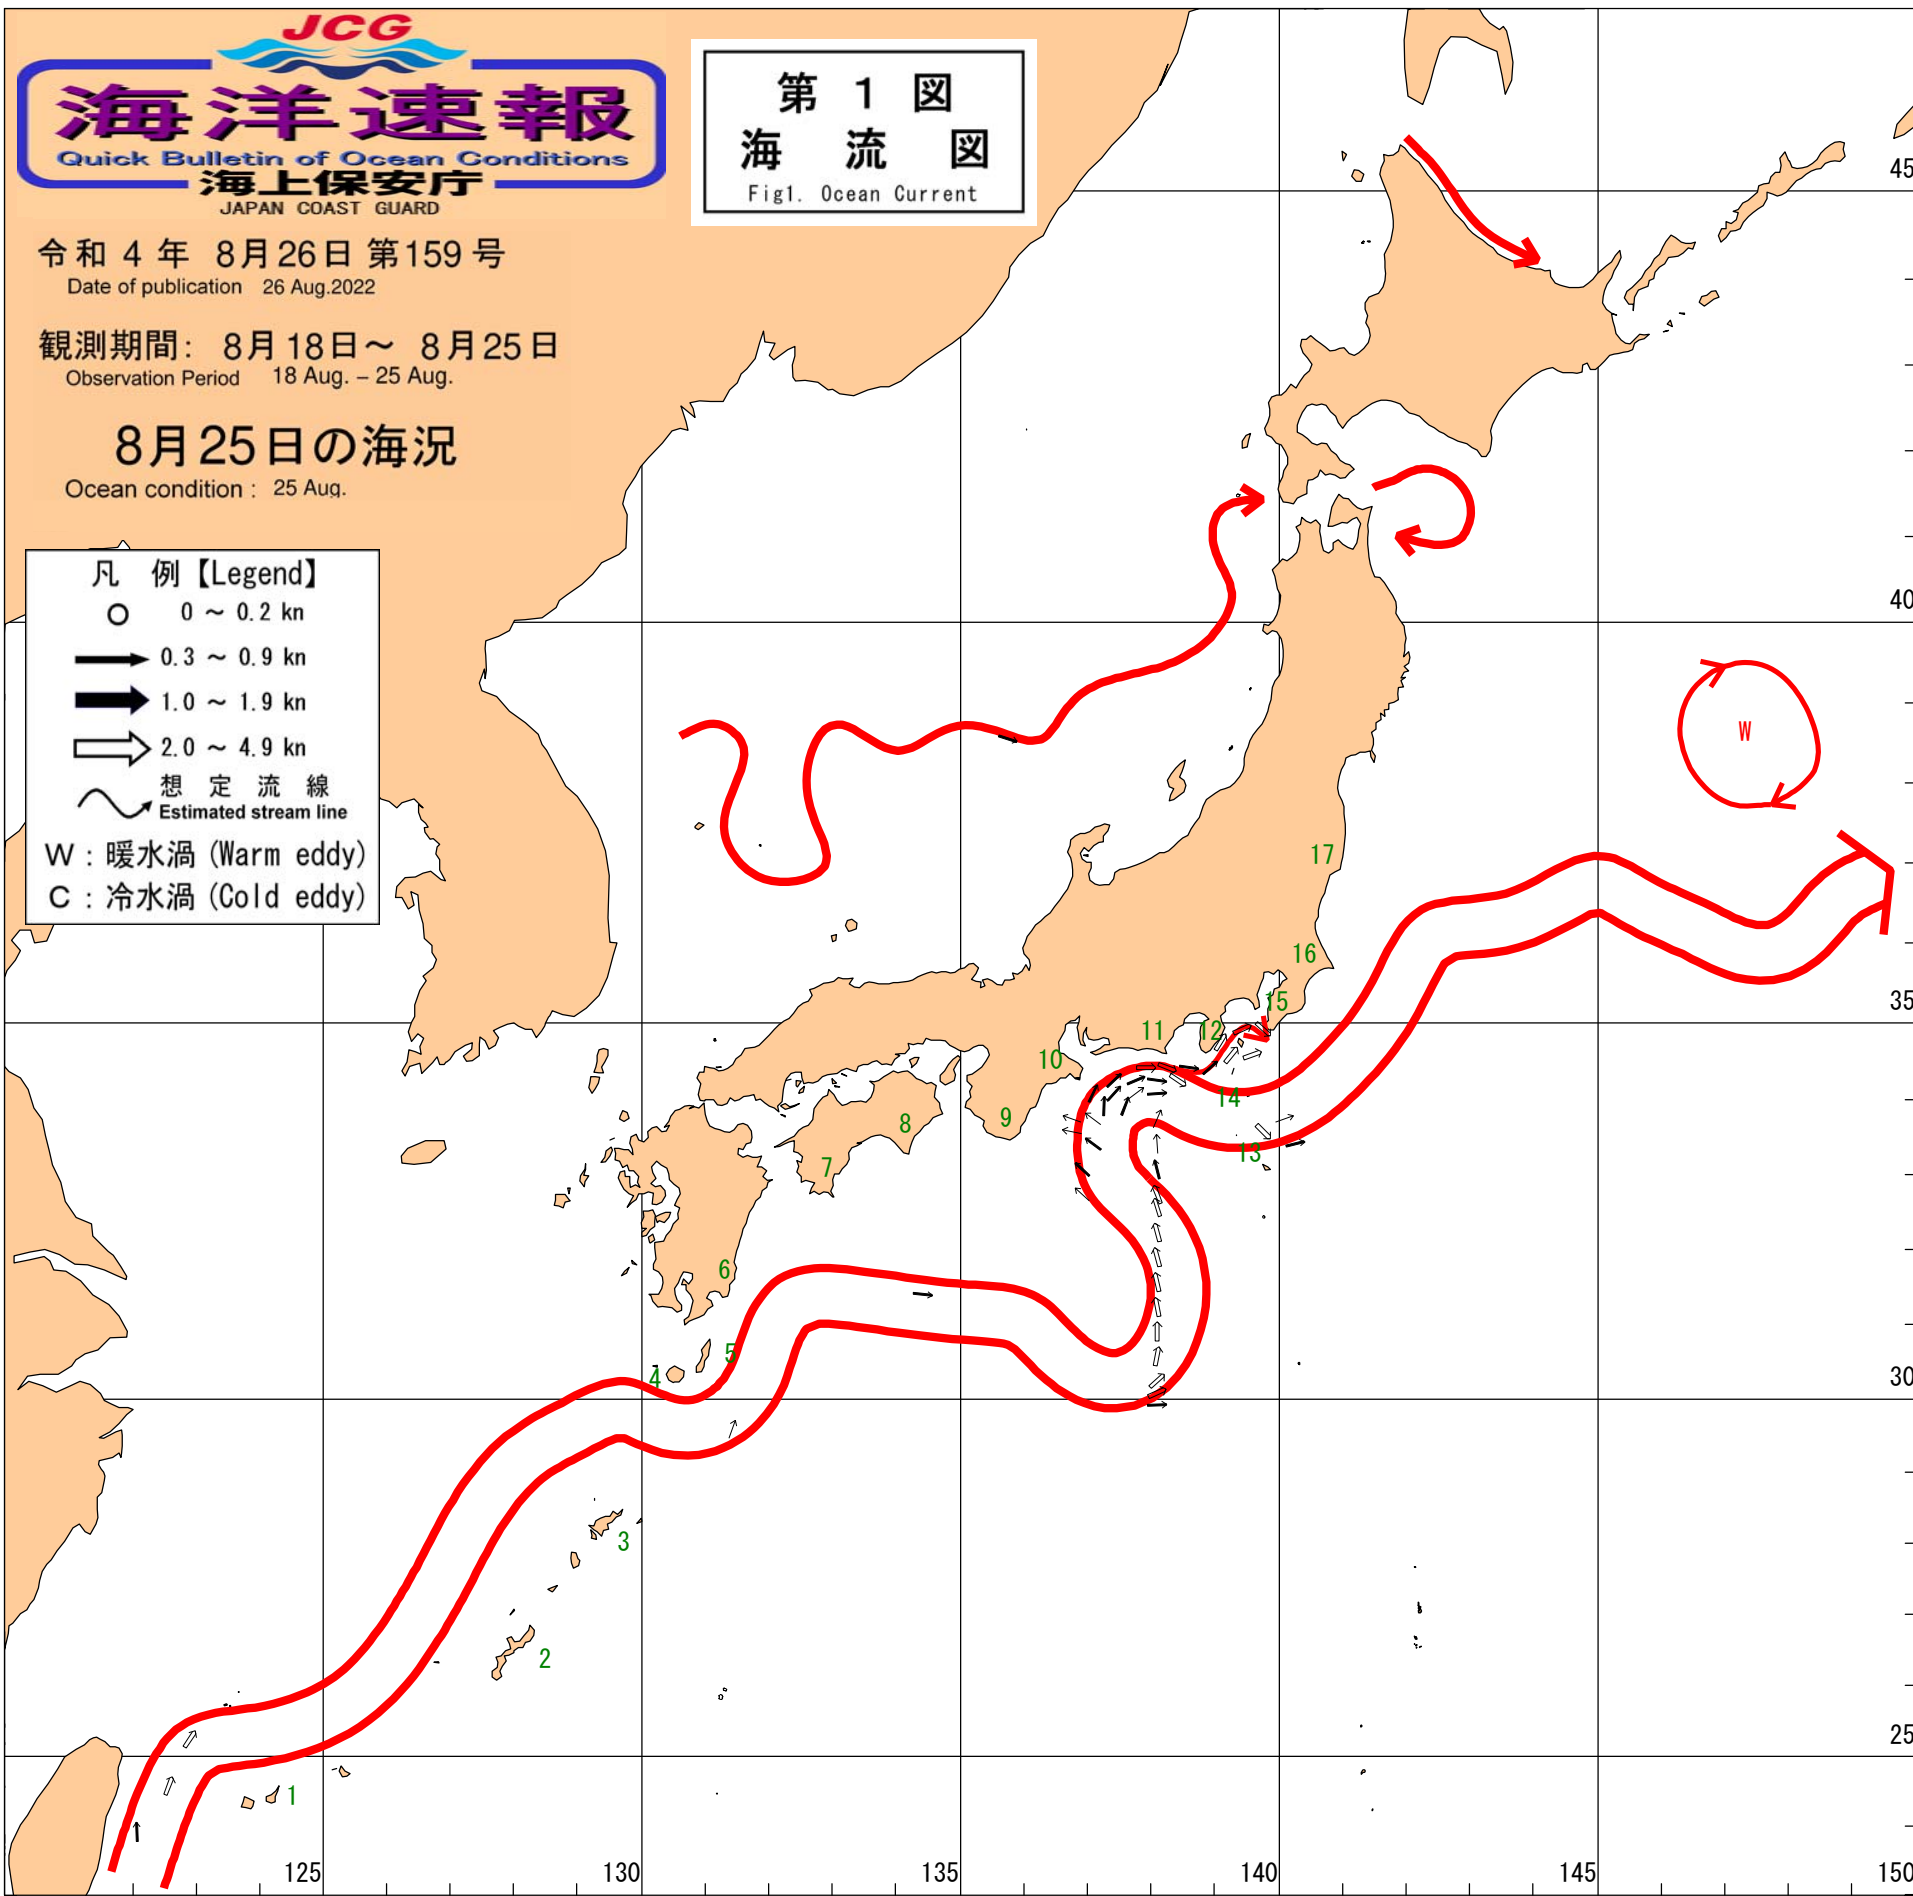 JCG
海洋速報
Quick Bulletin of Ocean Conditions
海上保安庁
JAPAN COAST GUARD
第 1 図
海 流 図
Fig1. Ocean Current
令和 4 年 8月26日 第159号
Date of publication 26 Aug.2022
観測期間: 8月18日～ 8月25日
Observation Period 18 Aug. – 25 Aug.
8月25日の海況
Ocean condition : 25 Aug.
凡 例【Legend】
0 ～ 0.2 kn
0.3 ～ 0.9 kn
1.0 ～ 1.9 kn
2.0 ～ 4.9 kn
想 定 流 線
Estimated stream line
W : 暖水渦 (Warm eddy)
C : 冷水渦 (Cold eddy)
45
40
W
17
16
35
15
12
11
10
14
9
8
13
7
6
5
4
30
3
2
25
1
125
130
135
140
145
150